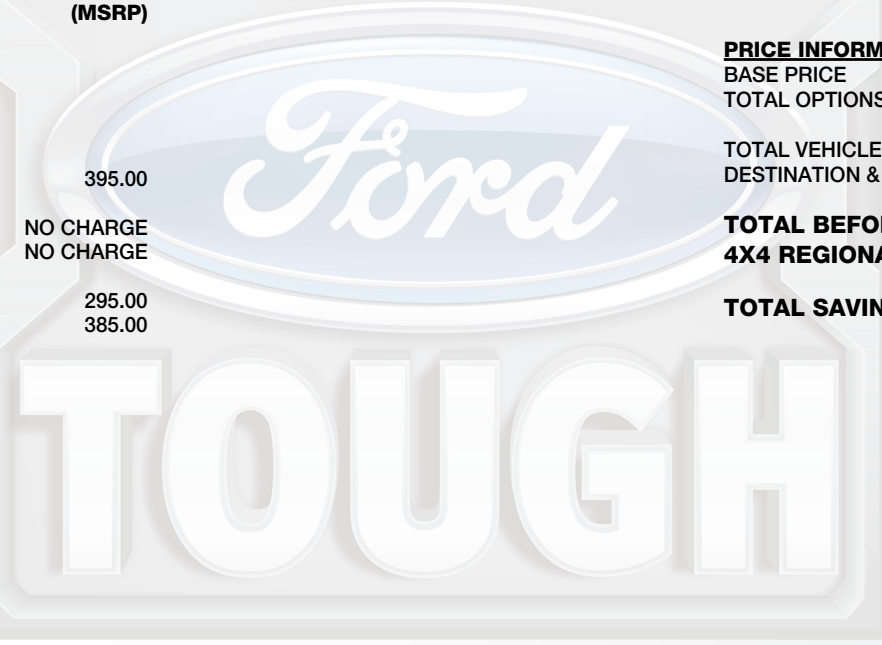 (MSRP)
395.00
NO CHARGE
NO CHARGE
295.00
385.00
PRICE INFORM
BASE PRICE
TOTAL OPTIONS
TOTAL VEHICLE
DESTINATION &
TOTAL BEFO
4X4 REGIONA
TOTAL SAVIN
Ford
TOUGH